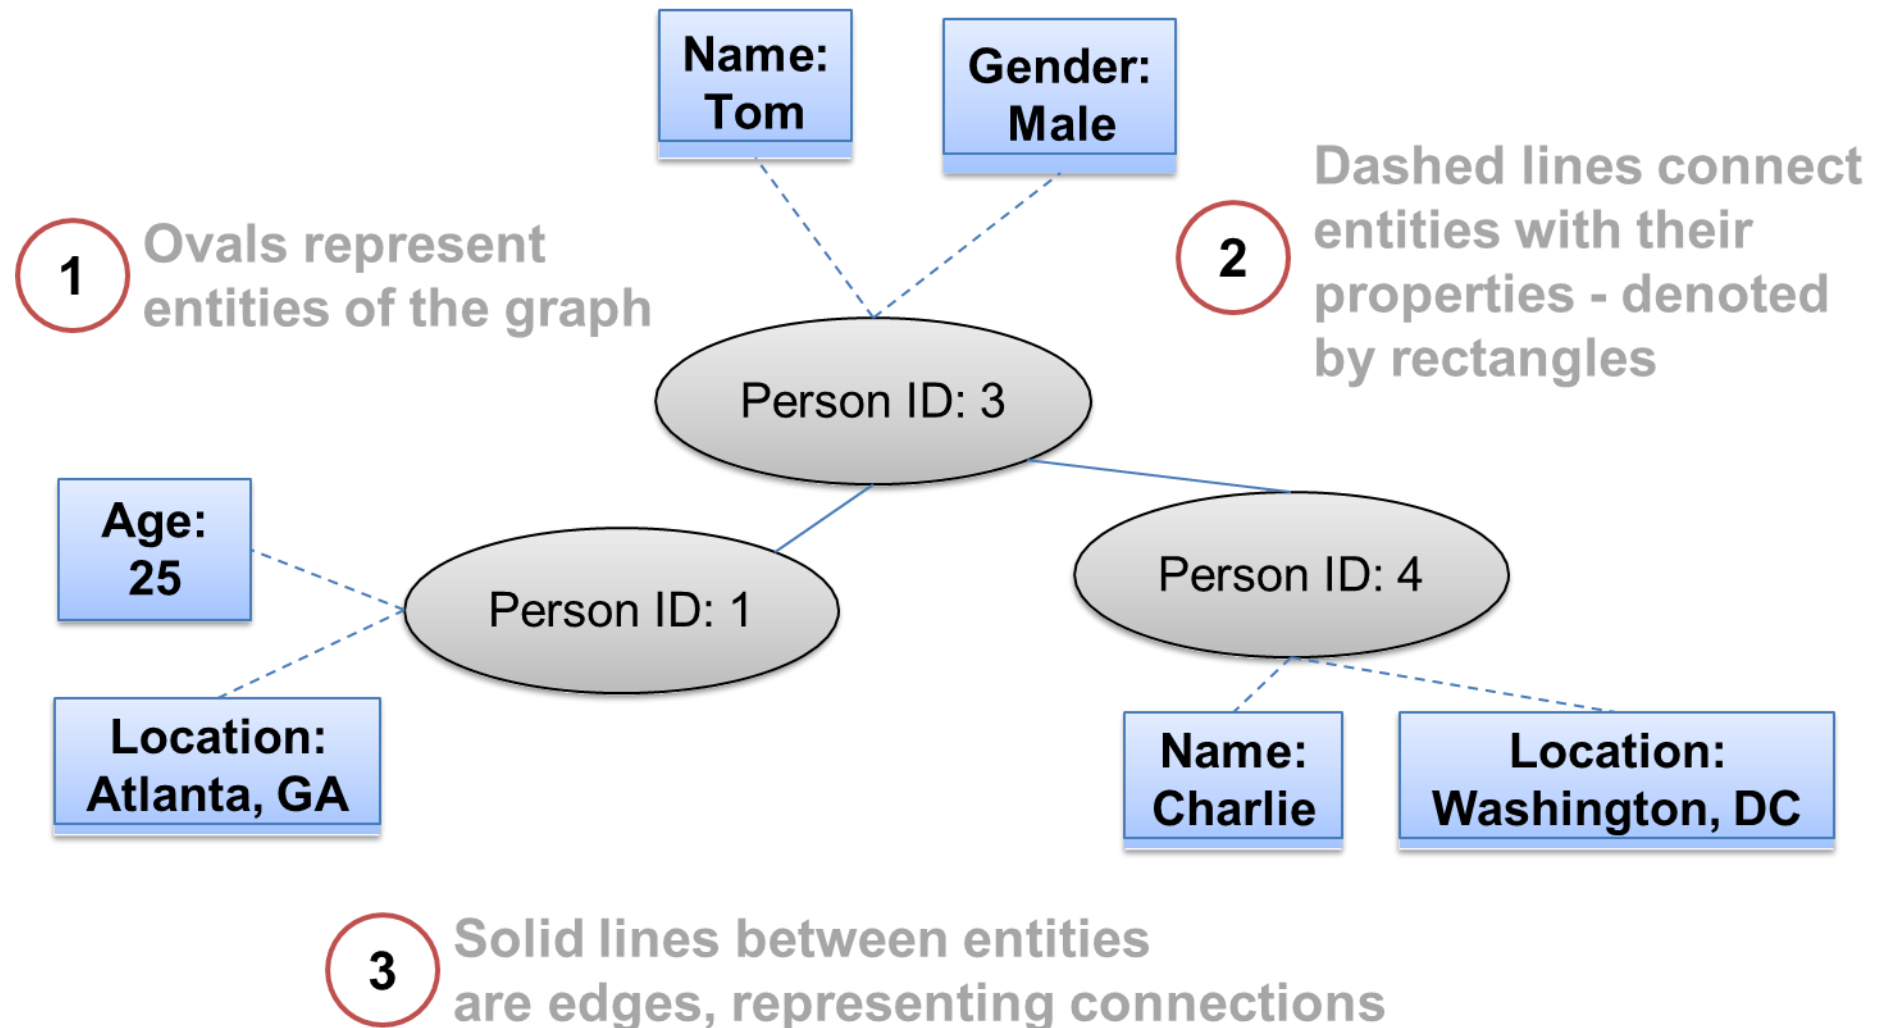 Name:
Tom
Gender:
Male
1
Ovals represent
entities of the graph
2
Dashed lines connect
entities with their
properties - denoted
by rectangles
Person ID: 3
Age:
25
Person ID: 1
Person ID: 4
Location:
Atlanta, GA
Name:
Charlie
Location:
Washington, DC
3
Solid lines between entities
are edges, representing connections